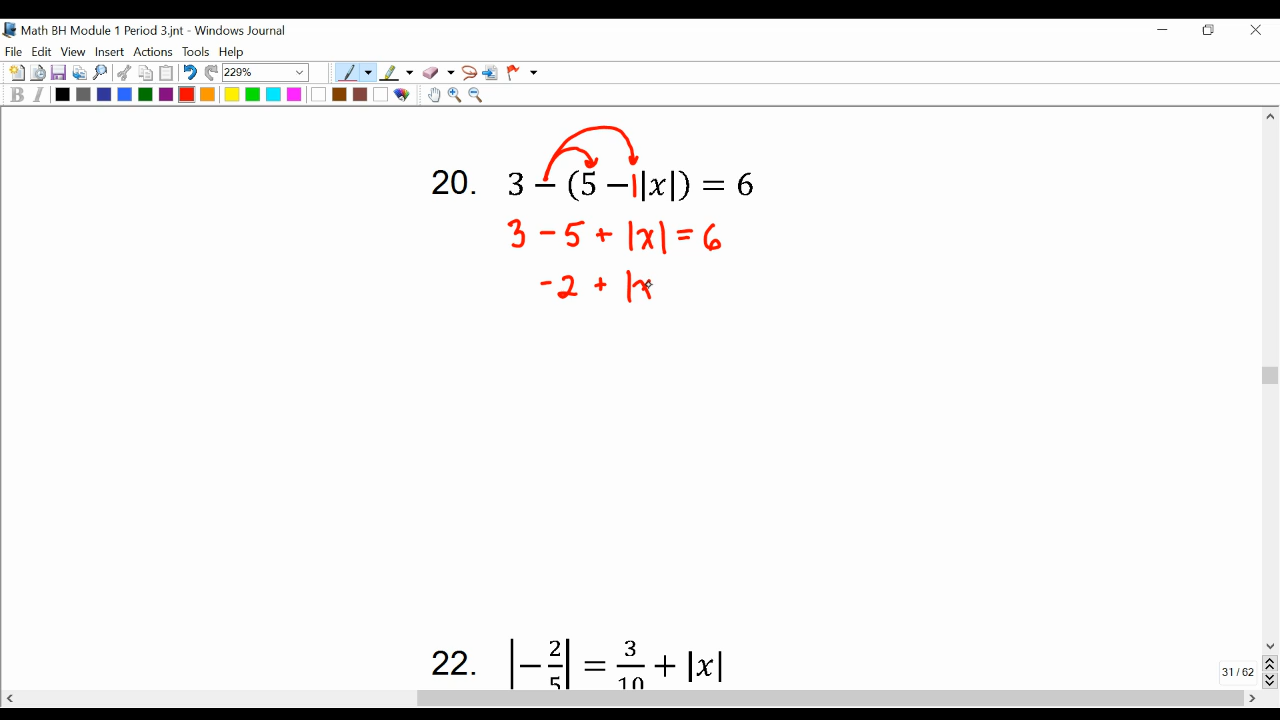 Math BH Module 1 Period 3.jnt - Windows Journal
File Edit View Insert Actions Tools Help
229%
B I
20. 3 − (5 −1|x|) = 6
3 - 5 + |x| = 6
-2 + |x
22. |−2/5| = 3/10 + |x|
31 / 62